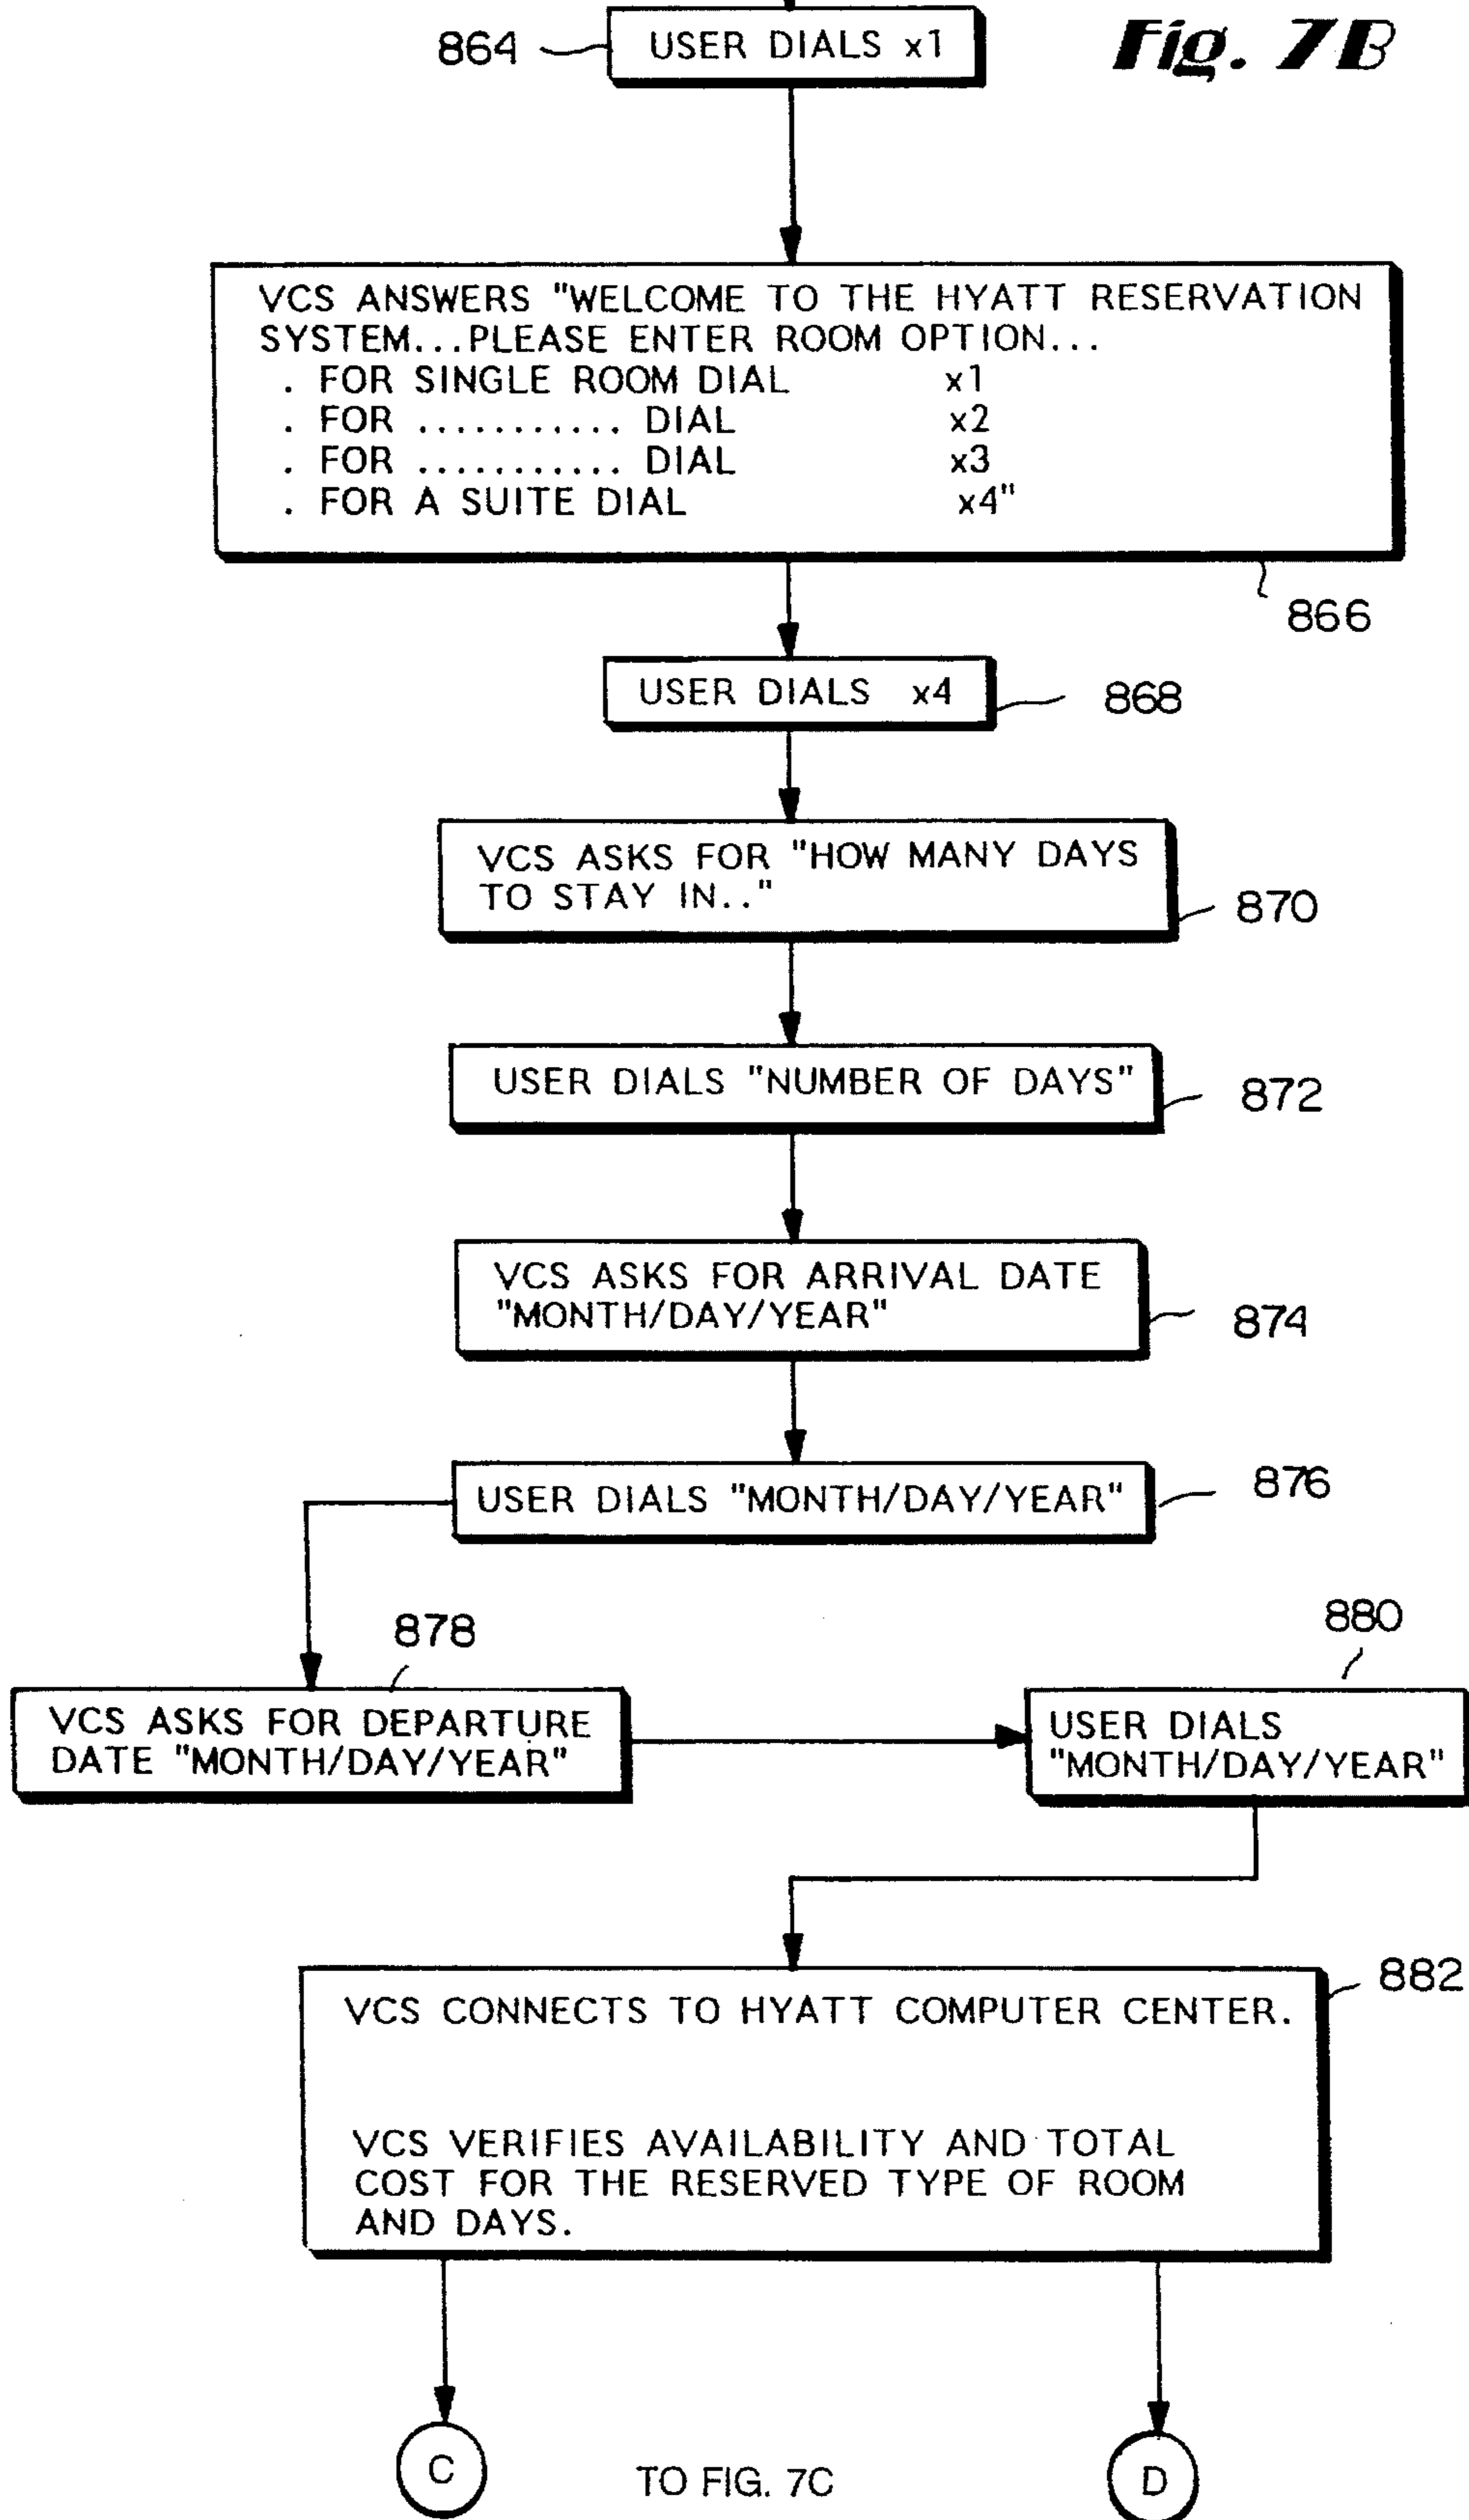 Fig. 7B
864
USER DIALS x1
VCS ANSWERS "WELCOME TO THE HYATT RESERVATION
SYSTEM...PLEASE ENTER ROOM OPTION...
. FOR SINGLE ROOM DIAL x1
. FOR ........... DIAL x2
. FOR ........... DIAL x3
. FOR A SUITE DIAL x4"
866
USER DIALS x4
868
VCS ASKS FOR "HOW MANY DAYS
TO STAY IN.."
870
USER DIALS "NUMBER OF DAYS"
872
VCS ASKS FOR ARRIVAL DATE
"MONTH/DAY/YEAR"
874
USER DIALS "MONTH/DAY/YEAR"
876
878
VCS ASKS FOR DEPARTURE
DATE "MONTH/DAY/YEAR"
880
USER DIALS
"MONTH/DAY/YEAR"
882
VCS CONNECTS TO HYATT COMPUTER CENTER.
VCS VERIFIES AVAILABILITY AND TOTAL
COST FOR THE RESERVED TYPE OF ROOM
AND DAYS.
C
TO FIG. 7C
D